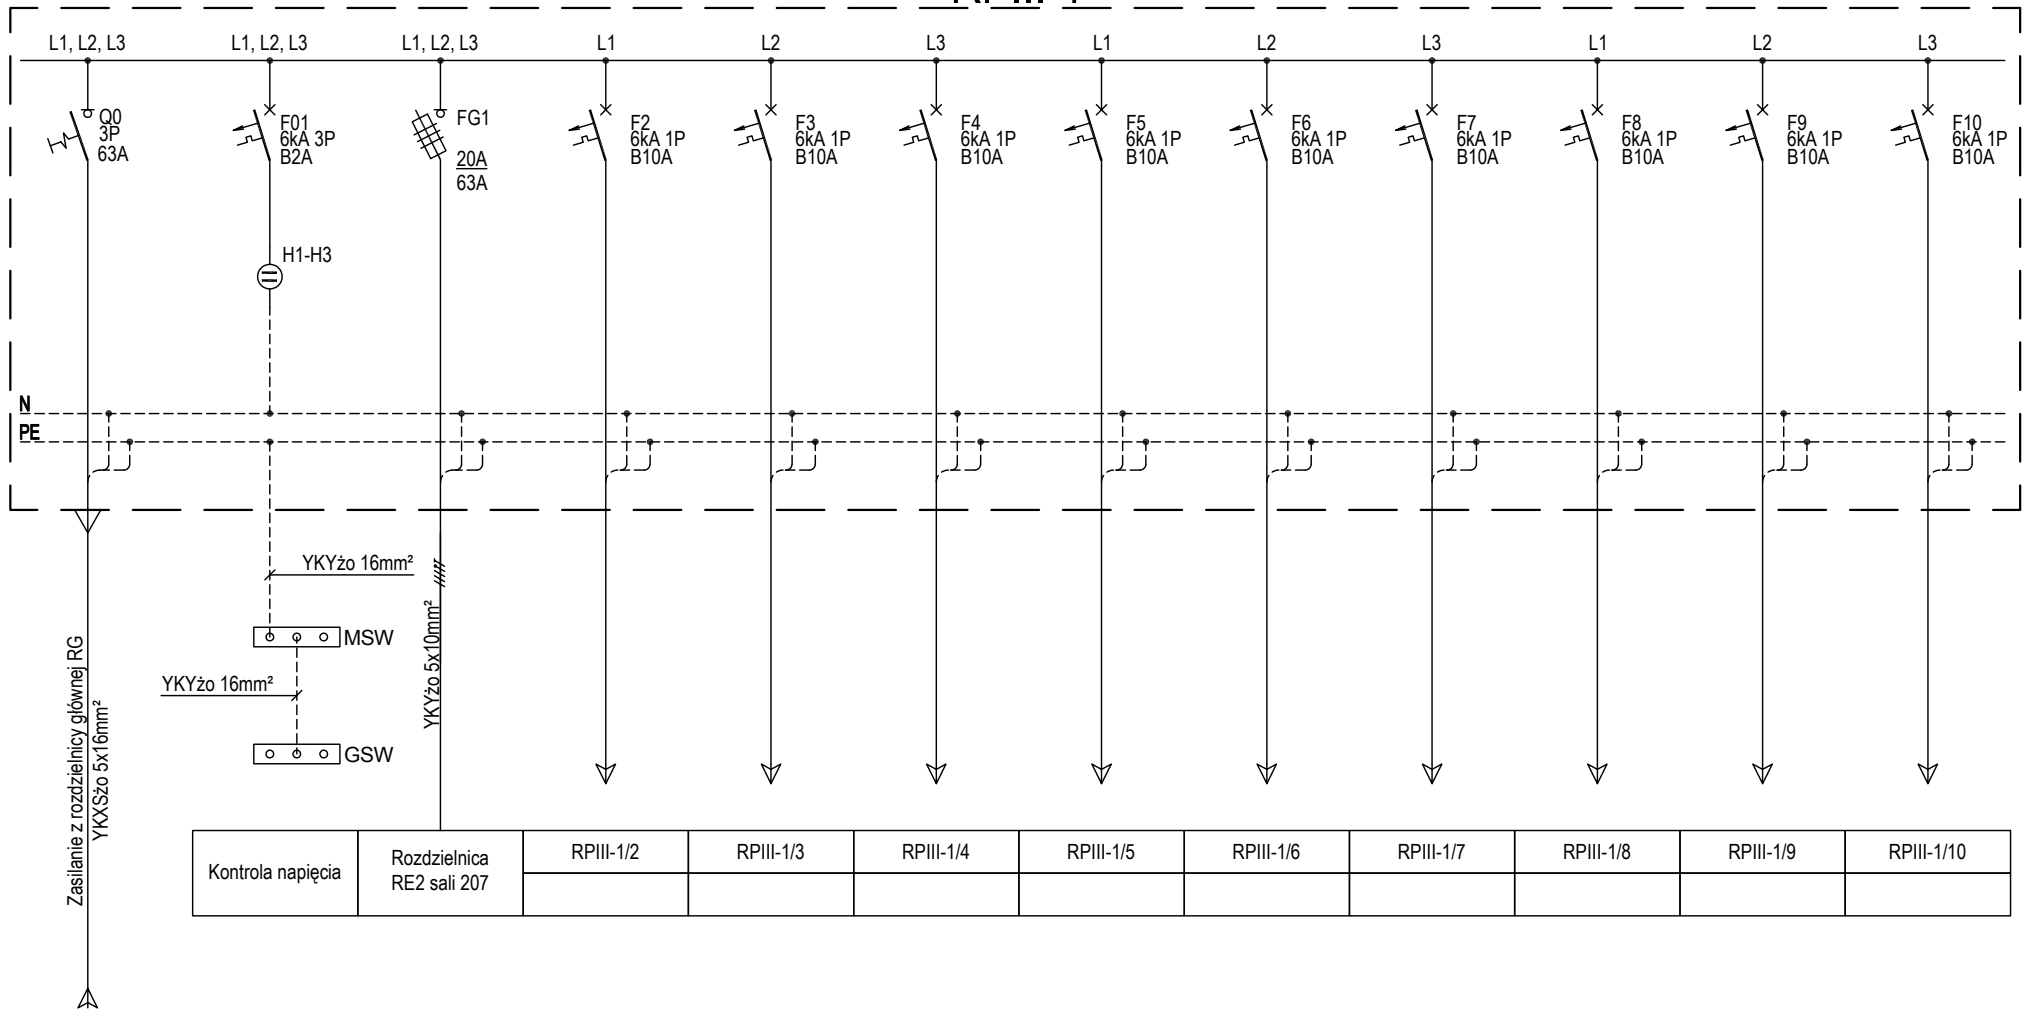 L1, L2, L3
L1, L2, L3
L1, L2, L3
L1
L2
L3
L1
L2
L3
L1
L2
L3
Q0
3P
63A
F01
6kA 3P
B2A
FG1
20A
63A
F2
6kA 1P
B10A
F3
6kA 1P
B10A
F4
6kA 1P
B10A
F5
6kA 1P
B10A
F6
6kA 1P
B10A
F7
6kA 1P
B10A
F8
6kA 1P
B10A
F9
6kA 1P
B10A
F10
6kA 1P
B10A
H1-H3
N
PE
YKYżo 16mm²
MSW
YKYżo 16mm²
GSW
YKYżo 5x10mm²
Zasilanie z rozdzielnicy głównej RG
YKXSżo 5x16mm²
Kontrola napięcia
Rozdzielnica
RE2 sali 207
RPIII-1/2
RPIII-1/3
RPIII-1/4
RPIII-1/5
RPIII-1/6
RPIII-1/7
RPIII-1/8
RPIII-1/9
RPIII-1/10